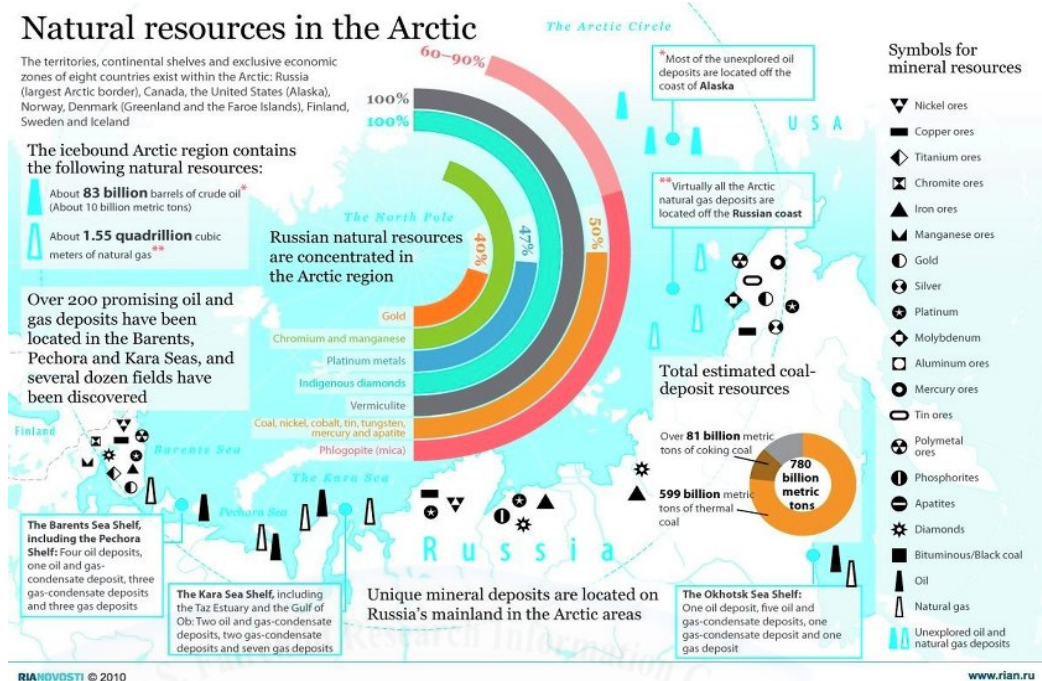 Natural resources in the Arctic
The territories, continental shelves and exclusive economic
zones of eight countries exist within the Arctic: Russia
(largest Arctic border), Canada, the United States (Alaska),
Norway, Denmark (Greenland and the Faroe Islands), Finland,
Sweden and Iceland
The icebound Arctic region contains
the following natural resources:
About 83 billion barrels of crude oil*
(About 10 billion metric tons)
About 1.55 quadrillion cubic
meters of natural gas**
Over 200 promising oil and
gas deposits have been
located in the Barents,
Pechora and Kara Seas, and
several dozen fields have
been discovered
The Arctic Circle
60–90%
100%
100%
The North Pole
Russian natural resources
are concentrated in
the Arctic region
40%
47%
50%
Gold
Chromium and manganese
Platinum metals
Indigenous diamonds
Vermiculite
Coal, nickel, cobalt, tin, tungsten,
mercury and apatite
Phlogopite (mica)
*Most of the unexplored oil
deposits are located off the
coast of Alaska
USA
**Virtually all the Arctic
natural gas deposits are
located off the Russian coast
Total estimated coal-
deposit resources
Over 81 billion metric
tons of coking coal
599 billion metric
tons of thermal
coal
780
billion
metric
tons
Finland
Barents Sea
The Kara Sea
Pechora Sea
Russia
The Barents Sea Shelf,
including the Pechora
Shelf: Four oil deposits,
one oil and gas-
condensate deposit, three
gas-condensate deposits
and three gas deposits
The Kara Sea Shelf, including
the Taz Estuary and the Gulf of
Ob: Two oil and gas-condensate
deposits, two gas-condensate
deposits and seven gas deposits
Unique mineral deposits are located on
Russia's mainland in the Arctic areas
The Okhotsk Sea Shelf:
One oil deposit, five oil and
gas-condensate deposits, one
gas-condensate deposit and one
gas deposit
Symbols for
mineral resources
Nickel ores
Copper ores
Titanium ores
Chromite ores
Iron ores
Manganese ores
Gold
Silver
Platinum
Molybdenum
Aluminum ores
Mercury ores
Tin ores
Polymetal
ores
Phosphorites
Apatites
Diamonds
Bituminous/Black coal
Oil
Natural gas
Unexplored oil and
natural gas deposits
Research Information
RIANOVOSTI © 2010
www.rian.ru